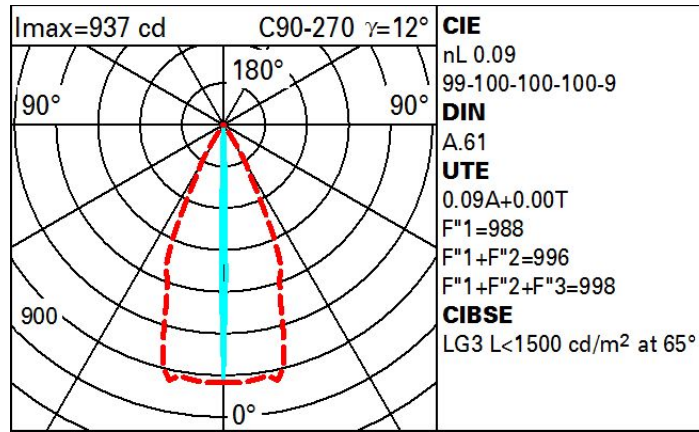 Imax=937 cd C90-270 γ=12°
180°
90° 90°
900
0°
CIE
nL 0.09
99-100-100-100-9
DIN
A.61
UTE
0.09A+0.00T
F"1=988
F"1+F"2=996
F"1+F"2+F"3=998
CIBSE
LG3 L<1500 cd/m² at 65°